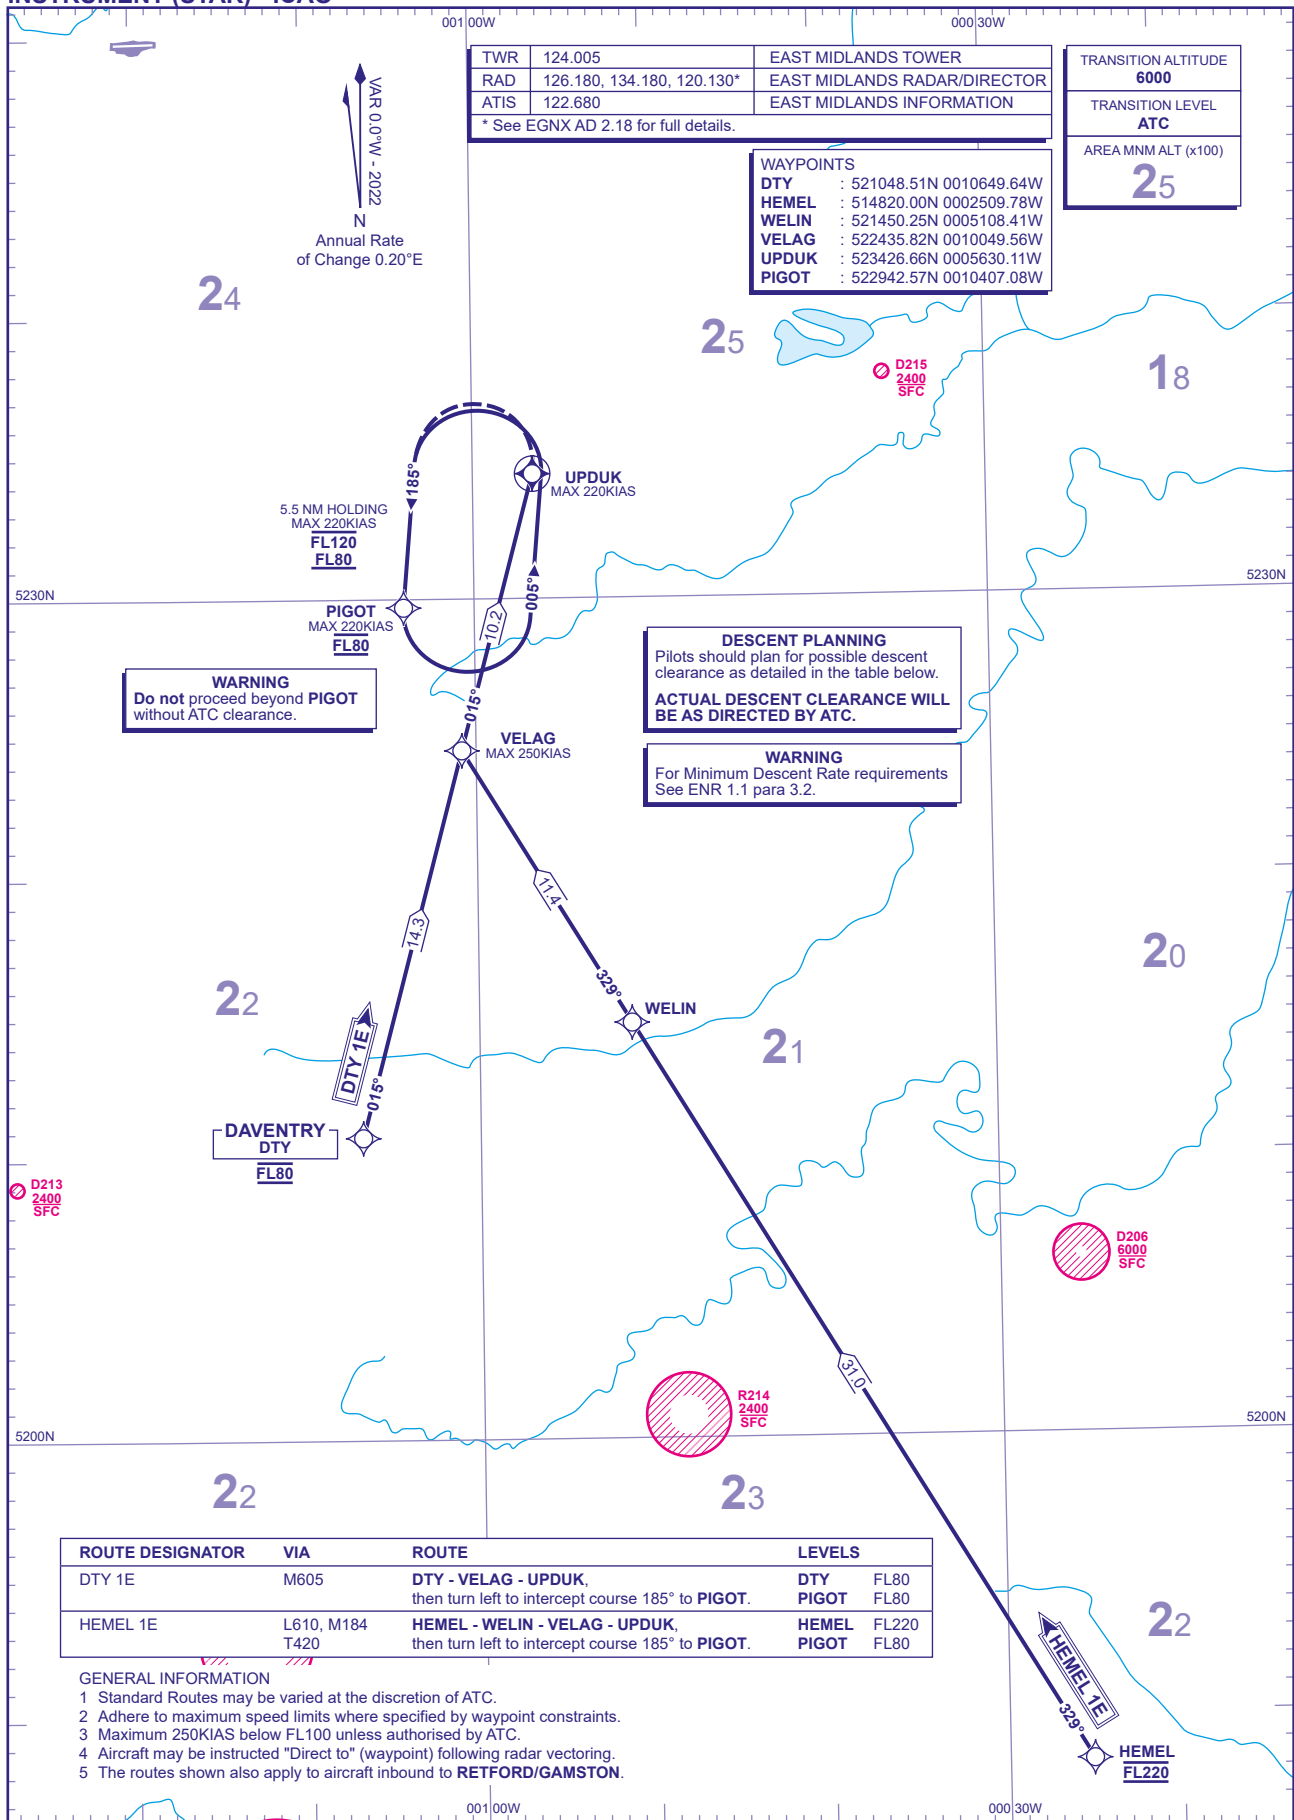 001°00'W
000°30'W
TWR 124.005 EAST MIDLANDS TOWER
RAD 126.180, 134.180, 120.130* EAST MIDLANDS RADAR/DIRECTOR
ATIS 122.680 EAST MIDLANDS INFORMATION
* See EGNX AD 2.18 for full details.
TRANSITION ALTITUDE
6000
TRANSITION LEVEL
ATC
AREA MNM ALT (x100)
25
VAR 0.0°W - 2022
N
Annual Rate
of Change 0.20°E
WAYPOINTS
DTY : 521048.51N 0010649.64W
HEMEL : 514820.00N 0002509.78W
WELIN : 521450.25N 0005108.41W
VELAG : 522435.82N 0010049.56W
UPDUK : 523426.66N 0005630.11W
PIGOT : 522942.57N 0010407.08W
24
25
D215
2400
SFC
18
185°
UPDUK
MAX 220KIAS
5.5 NM HOLDING
MAX 220KIAS
FL120
FL80
5230N
5230N
005°
PIGOT
MAX 220KIAS
FL80
10.2
WARNING
Do not proceed beyond PIGOT
without ATC clearance.
DESCENT PLANNING
Pilots should plan for possible descent
clearance as detailed in the table below.
ACTUAL DESCENT CLEARANCE WILL
BE AS DIRECTED BY ATC.
015°
VELAG
MAX 250KIAS
WARNING
For Minimum Descent Rate requirements
See ENR 1.1 para 3.2.
11.4
14.3
20
22
329°
WELIN
21
DTY 1E
015°
DAVENTRY
DTY
FL80
D213
2400
SFC
D206
6000
SFC
31.0
R214
2400
SFC
5200N
5200N
22
23
ROUTE DESIGNATOR VIA ROUTE LEVELS
DTY 1E M605 DTY - VELAG - UPDUK, DTY FL80
then turn left to intercept course 185° to PIGOT. PIGOT FL80
HEMEL 1E L610, M184 HEMEL - WELIN - VELAG - UPDUK, HEMEL FL220
T420 then turn left to intercept course 185° to PIGOT. PIGOT FL80
22
HEMEL 1E
329°
HEMEL
FL220
GENERAL INFORMATION
1 Standard Routes may be varied at the discretion of ATC.
2 Adhere to maximum speed limits where specified by waypoint constraints.
3 Maximum 250KIAS below FL100 unless authorised by ATC.
4 Aircraft may be instructed "Direct to" (waypoint) following radar vectoring.
5 The routes shown also apply to aircraft inbound to RETFORD/GAMSTON.
001°00'W
000°30'W